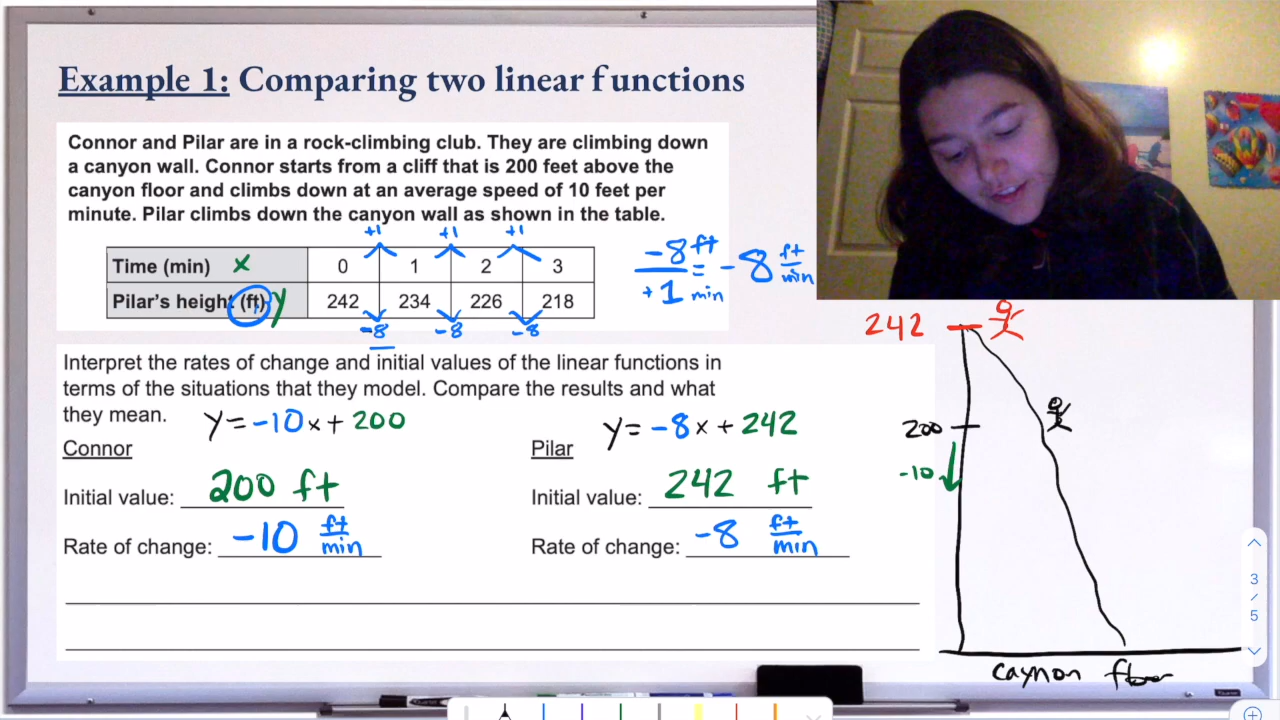 Example 1: Comparing two linear functions
Connor and Pilar are in a rock-climbing club. They are climbing down
a canyon wall. Connor starts from a cliff that is 200 feet above the
canyon floor and climbs down at an average speed of 10 feet per
minute. Pilar climbs down the canyon wall as shown in the table.
+1 +1 +1
Time (min) x 0 1 2 3
Pilar's height (ft) y 242 234 226 218
-8 -8 -8
-8 ft
+1 min
= -8 ft/min
242
200
-10
caynon floor
Interpret the rates of change and initial values of the linear functions in
terms of the situations that they model. Compare the results and what
they mean.
y = -10x + 200
y = -8x + 242
Connor
Initial value: 200 ft
Rate of change: -10 ft/min
Pilar
Initial value: 242 ft
Rate of change: -8 ft/min
3
/
5